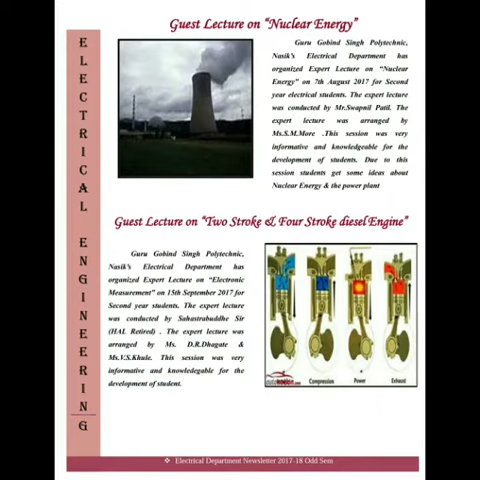 Guest Lecture on "Nuclear Energy"
Guru Gobind Singh Polytechnic,
Nasik's Electrical Department has
organized Expert Lecture on "Nuclear
Energy" on 7th August 2017 for Second
year electrical students. The expert lecture
was conducted by Mr.Swapnil Patil. The
expert lecture was arranged by
Ms.S.M.More .This session was very
informative and knowledgeable for the
development of students. Due to this
session students get some ideas about
Nuclear Energy & the power plant
ELECTRICAL ENGINEERING
Guest Lecture on "Two Stroke & Four Stroke diesel Engine"
Guru Gobind Singh Polytechnic,
Nasik's Electrical Department has
organized Expert Lecture on "Electronic
Measurement" on 15th September 2017 for
Second year students. The expert lecture
was conducted by Sahastrabuddhe Sir
(HAL Retired) . The expert lecture was
arranged by Ms. D.R.Dhagate &
Ms.V.S.Khule. This session was very
informative and knowledegable for the
development of student.
Compression Power Exhaust
❖ Electrical Department Newsletter 2017-18 Odd Sem